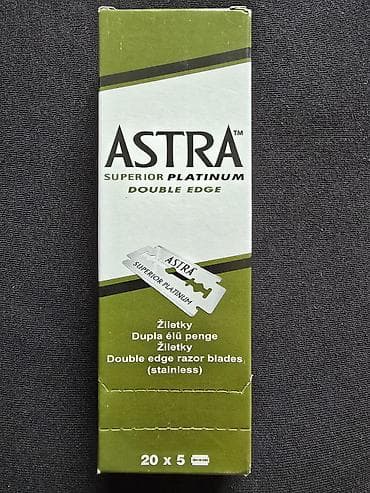 ASTRA™
SUPERIOR PLATINUM
DOUBLE EDGE
ASTRA
SUPERIOR PLATINUM
Žiletky
Dupla élű penge
Žiletky
Double edge razor blades
(stainless)
20 x 5